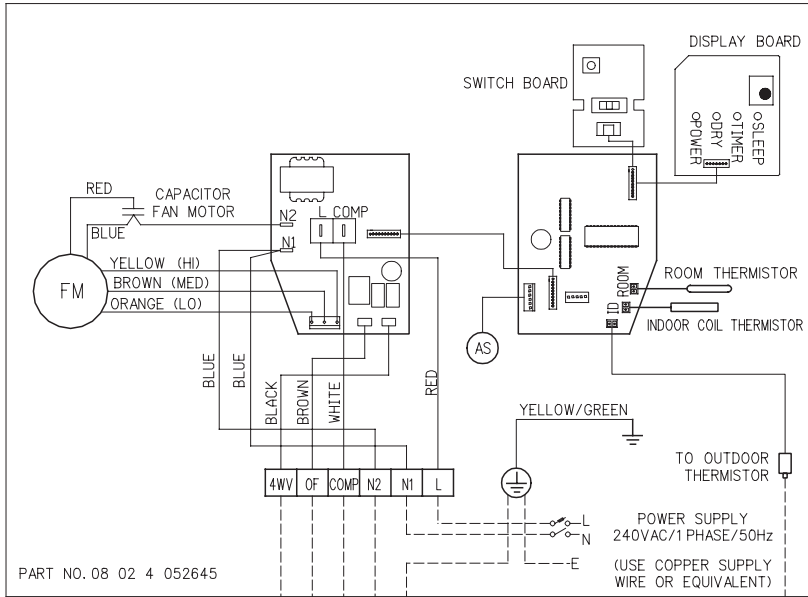 DISPLAY BOARD
SWITCH BOARD
POWER
DRY
TIMER
SLEEP
RED
CAPACITOR
FAN MOTOR
BLUE
N2
N1
L COMP
YELLOW (HI)
BROWN (MED)
ORANGE (LO)
FM
ROOM
ID
ROOM THERMISTOR
INDOOR COIL THERMISTOR
AS
BLUE
BLUE
BLACK
BROWN
WHITE
RED
YELLOW/GREEN
TO OUTDOOR
THERMISTOR
4WV OF COMP N2 N1 L
L
N
E
POWER SUPPLY
240VAC/1 PHASE/50Hz
(USE COPPER SUPPLY
WIRE OR EQUIVALENT)
PART NO. 08 02 4 052645